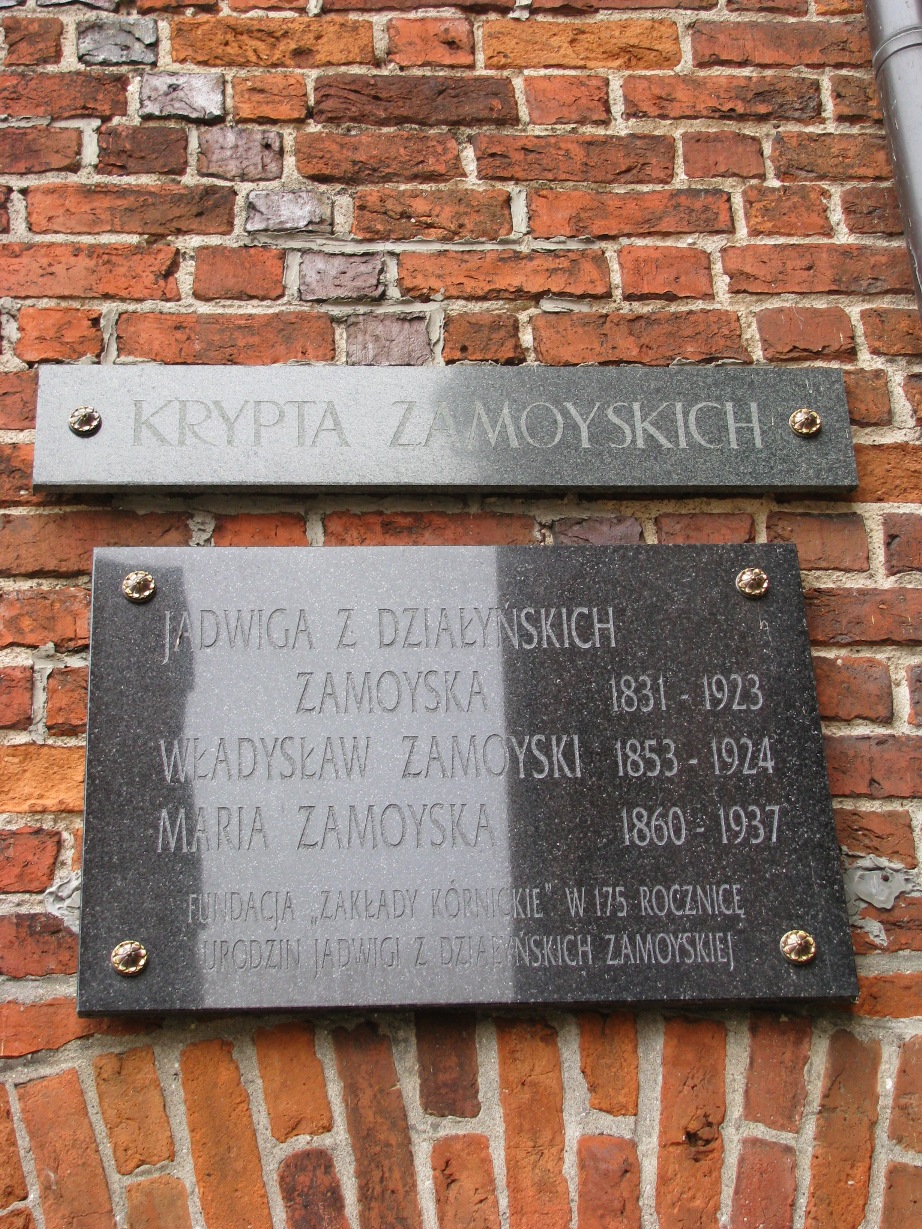 KRYPTA ZAMOYSKICH
JADWIGA Z DZIAŁYŃSKICH
ZAMOYSKA 1831 - 1923
WŁADYSŁAW ZAMOYSKI 1853 - 1924
MARIA ZAMOYSKA 1860 - 1937
FUNDACJA „ZAKŁADY KÓRNICKIE" W 175 ROCZNICĘ
URODZIN JADWIGI Z DZIAŁYŃSKICH ZAMOYSKIEJ